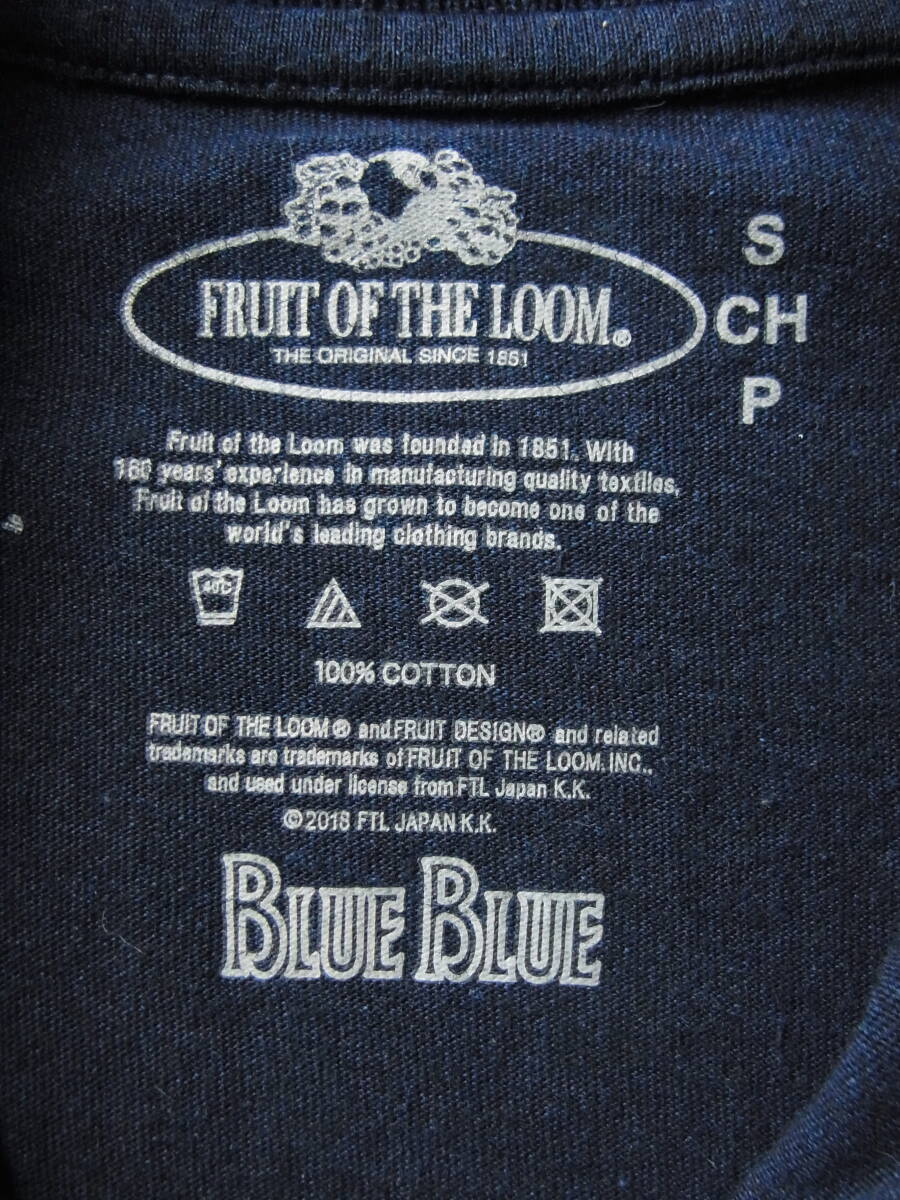 FRUIT OF THE LOOM®
THE ORIGINAL SINCE 1851
S
CH
P
Fruit of the Loom was founded in 1851. With
160 years' experience in manufacturing quality textiles,
Fruit of the Loom has grown to become one of the
world's leading clothing brands.
40°C
100% COTTON
FRUIT OF THE LOOM® and FRUIT DESIGN® and related
trademarks are trademarks of FRUIT OF THE LOOM. INC.,
and used under license from FTL Japan K.K.
©2018 FTL JAPAN K.K.
BLUE BLUE